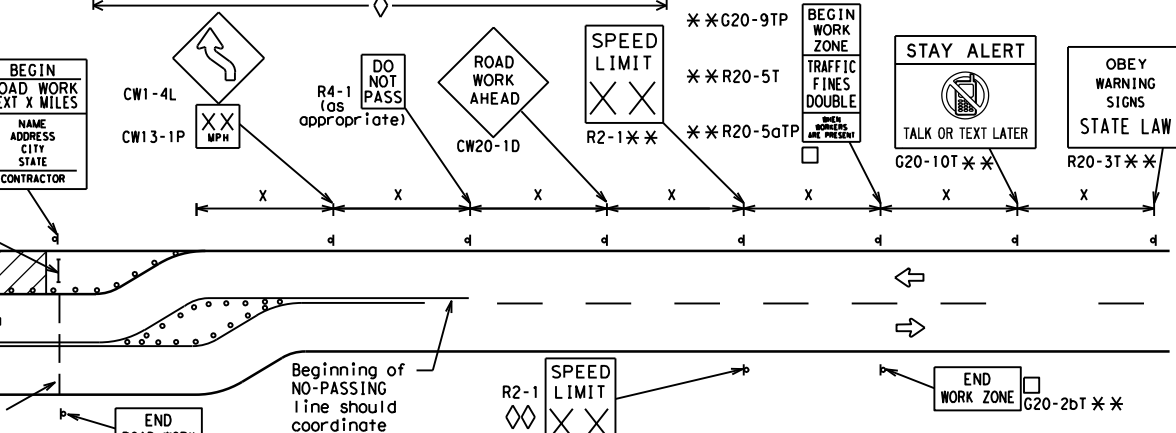 BEGIN
ROAD WORK
NEXT X MILES
NAME
ADDRESS
CITY
STATE
CONTRACTOR
CW1-4L
XX
MPH
CW13-1P
DO
NOT
PASS
R4-1
(as
appropriate)
ROAD
WORK
AHEAD
CW20-1D
SPEED
LIMIT
X X
R2-1 **
**G20-9TP
**R20-5T
**R20-5aTP
BEGIN
WORK
ZONE
TRAFFIC
FINES
DOUBLE
WHEN
WORKERS
ARE PRESENT
STAY ALERT
TALK OR TEXT LATER
G20-10T **
OBEY
WARNING
SIGNS
STATE LAW
R20-3T **
X X X X X X X
Beginning of
NO-PASSING
line should
coordinate
R2-1
SPEED
LIMIT
X X
END
WORK ZONE
G20-2bT **
END
ROAD WORK